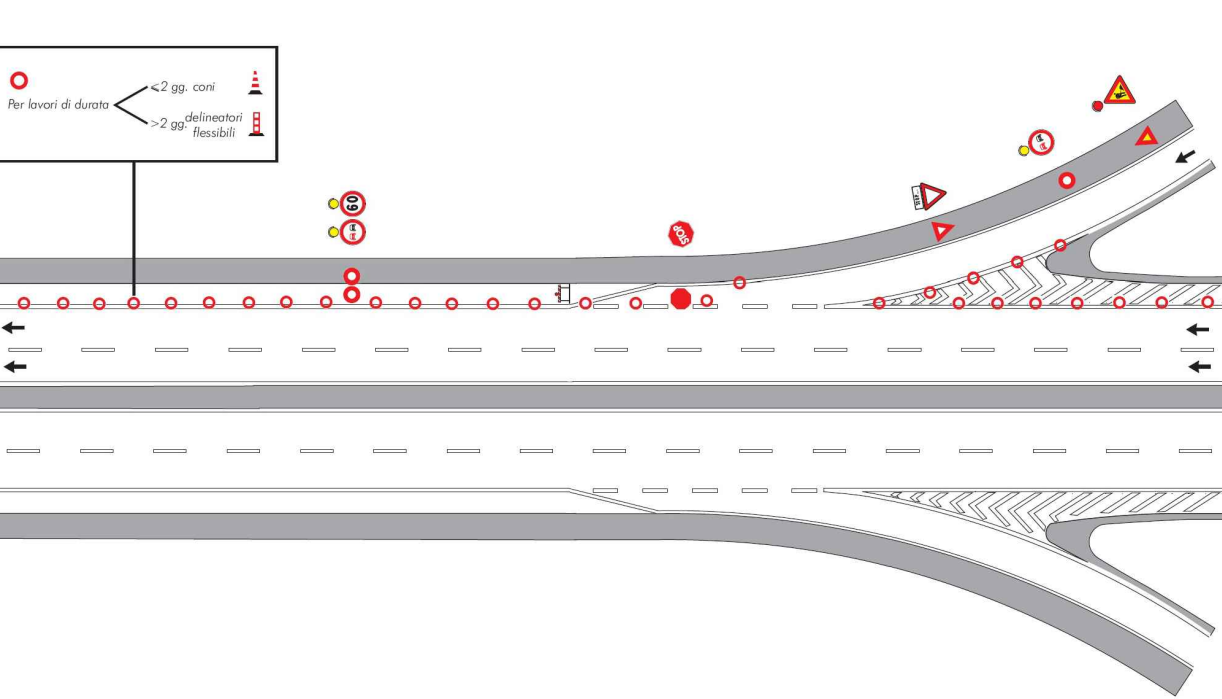 ⩽2 gg. coni
Per lavori di durata
>2 gg. delineatori
flessibili
60
STOP